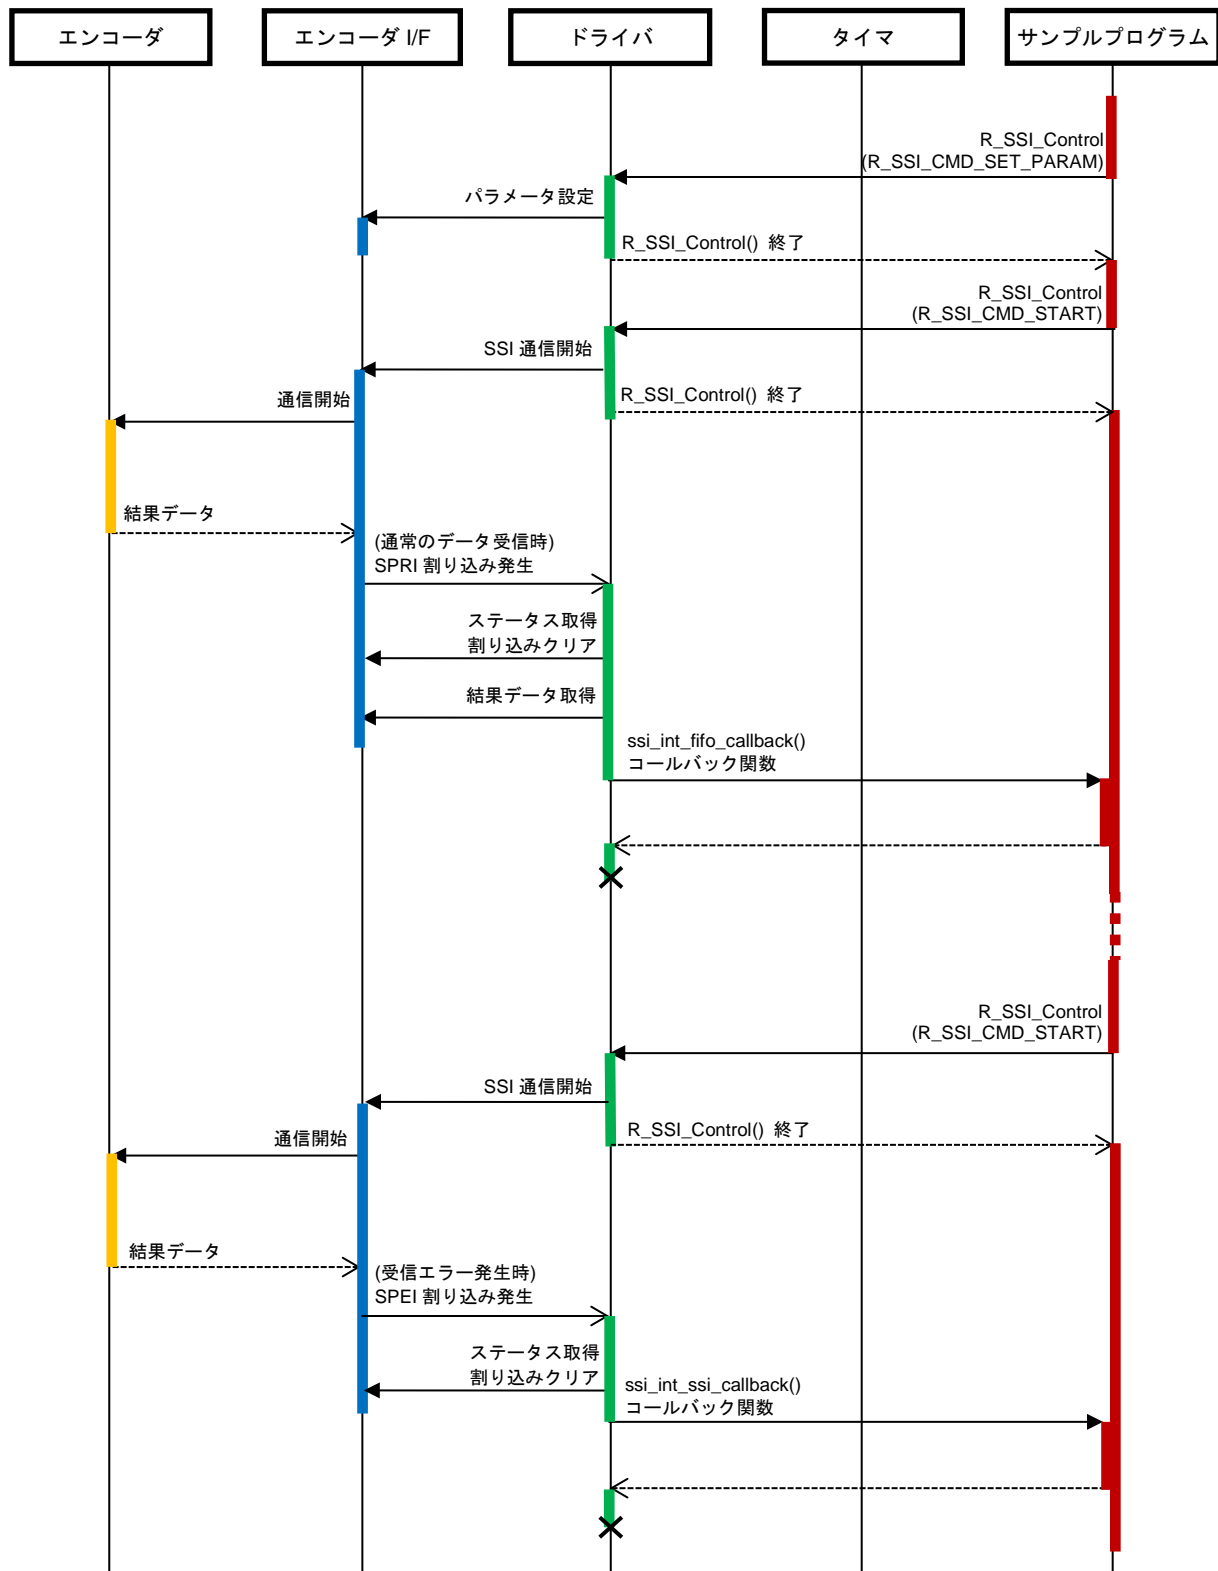 エンコーダ
エンコーダ I/F
ドライバ
タイマ
サンプルプログラム
R_SSI_Control
(R_SSI_CMD_SET_PARAM)
パラメータ設定
R_SSI_Control() 終了
R_SSI_Control
(R_SSI_CMD_START)
SSI 通信開始
通信開始
R_SSI_Control() 終了
結果データ
(通常のデータ受信時)
SPRI 割り込み発生
ステータス取得
割り込みクリア
結果データ取得
ssi_int_fifo_callback()
コールバック関数
R_SSI_Control
(R_SSI_CMD_START)
SSI 通信開始
通信開始
R_SSI_Control() 終了
結果データ
(受信エラー発生時)
SPEI 割り込み発生
ステータス取得
割り込みクリア
ssi_int_ssi_callback()
コールバック関数